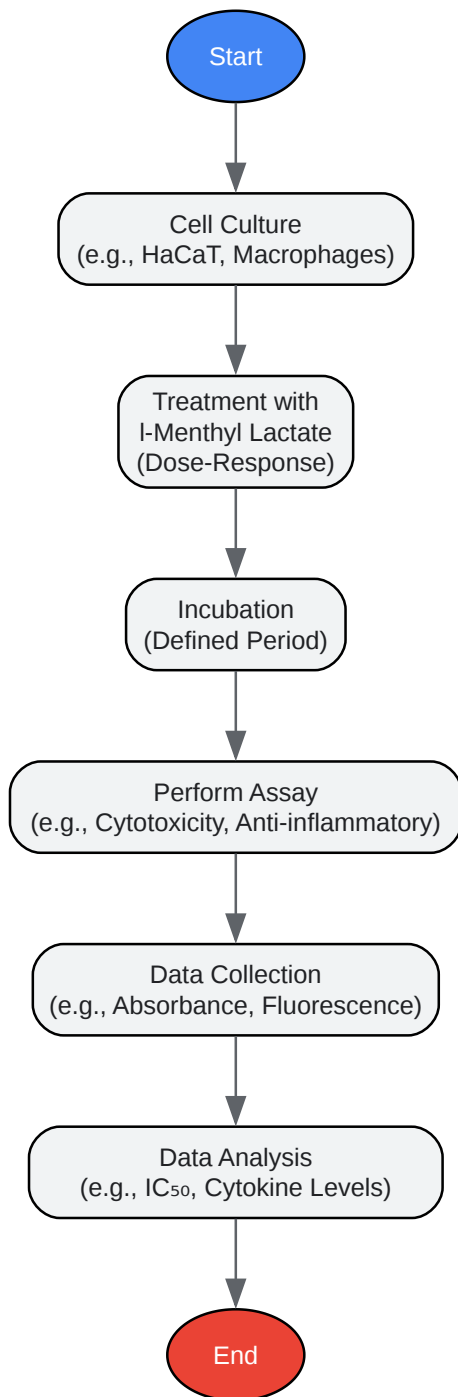 Start
Cell Culture
(e.g., HaCaT, Macrophages)
Treatment with
l-Menthyl Lactate
(Dose-Response)
Incubation
(Defined Period)
Perform Assay
(e.g., Cytotoxicity, Anti-inflammatory)
Data Collection
(e.g., Absorbance, Fluorescence)
Data Analysis
(e.g., IC₅₀, Cytokine Levels)
End